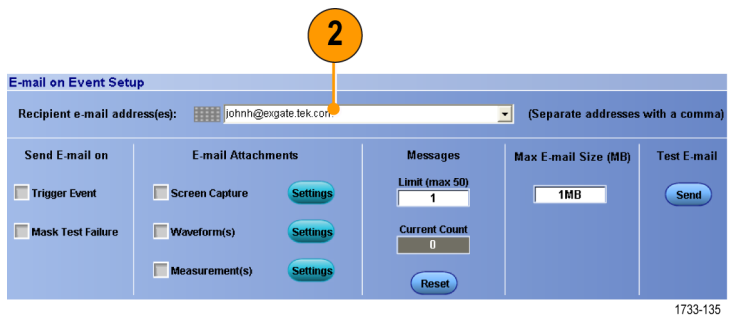 2
E-mail on Event Setup
Recipient e-mail address(es): johnh@exgate.tek.com (Separate addresses with a comma)
Send E-mail on E-mail Attachments Messages Max E-mail Size (MB) Test E-mail
Trigger Event Screen Capture Settings Limit (max 50) 1 1MB Send
Mask Test Failure Waveform(s) Settings Current Count 0
Measurement(s) Settings Reset
1733-135